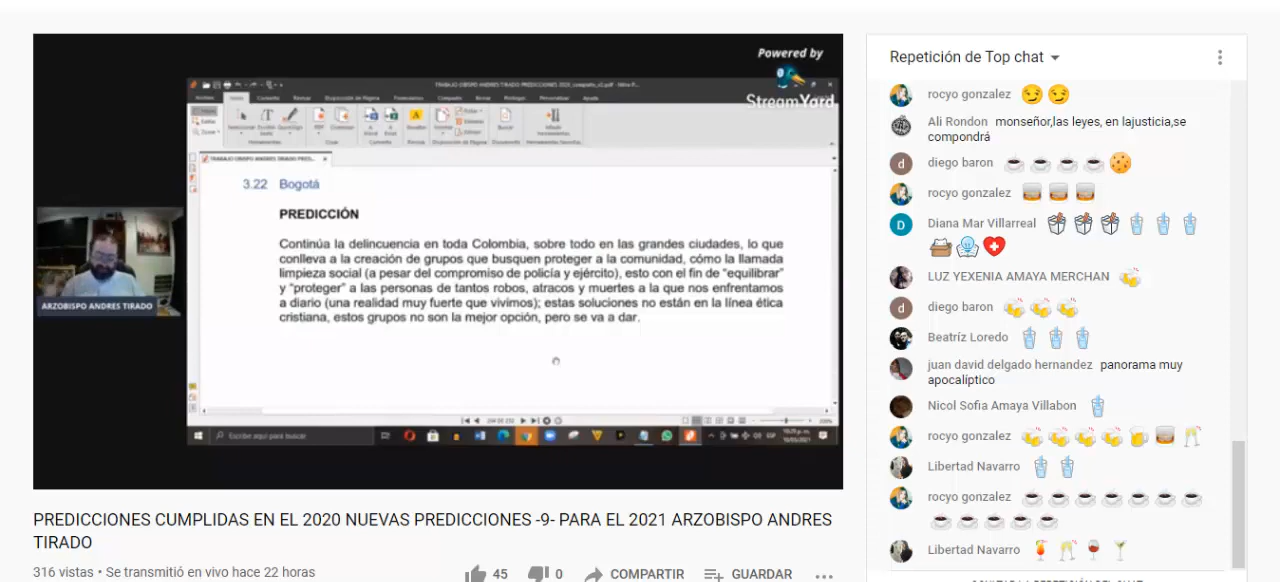 Powered by
StreamYard
TRABAJO OBISPO ANDRES TIRADO PREDI...
3.22 Bogotá
PREDICCIÓN
Continúa la delincuencia en toda Colombia, sobre todo en las grandes ciudades, lo que
conlleva a la creación de grupos que busquen proteger a la comunidad, cómo la llamada
limpieza social (a pesar del compromiso de policía y ejército), esto con el fin de “equilibrar”
y “proteger” a las personas de tantos robos, atracos y muertes a la que nos enfrentamos
a diario (una realidad muy fuerte que vivimos); estas soluciones no están en la línea ética
cristiana, estos grupos no son la mejor opción, pero se va a dar.
ARZOBISPO ANDRES TIRADO
Escribe aquí para buscar
PREDICCIONES CUMPLIDAS EN EL 2020 NUEVAS PREDICCIONES -9- PARA EL 2021 ARZOBISPO ANDRES
TIRADO
316 vistas • Se transmitió en vivo hace 22 horas
45
0
COMPARTIR
GUARDAR
Repetición de Top chat
rocyo gonzalez
Ali Rondon monseñor,las leyes, en lajusticia,se
compondrá
d diego baron
rocyo gonzalez
D Diana Mar Villarreal
LUZ YEXENIA AMAYA MERCHAN
d diego baron
Beatríz Loredo
juan david delgado hernandez panorama muy
apocalíptico
Nicol Sofia Amaya Villabon
rocyo gonzalez
Libertad Navarro
rocyo gonzalez
Libertad Navarro